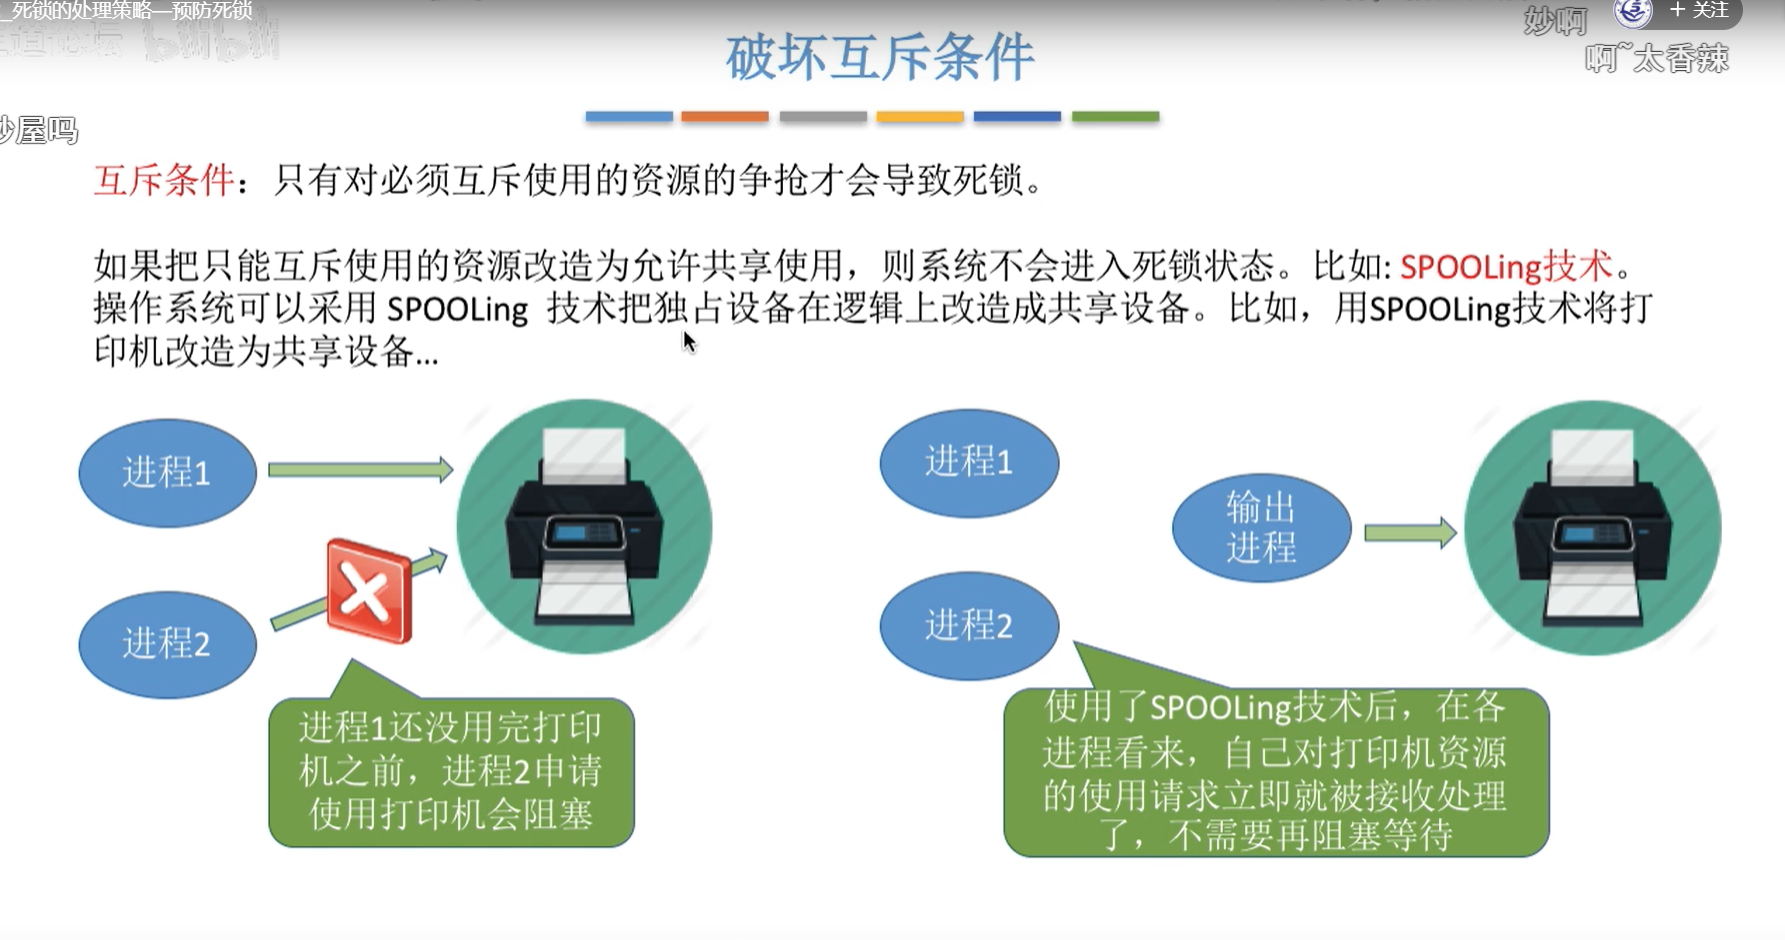 死锁的处理策略—预防死锁
妙啊
+ 关注
道论坛 bilibili
破坏互斥条件
啊~太香辣
妙屋吗
互斥条件：只有对必须互斥使用的资源的争抢才会导致死锁。
如果把只能互斥使用的资源改造为允许共享使用，则系统不会进入死锁状态。比如: SPOOLing技术。
操作系统可以采用 SPOOLing 技术把独占设备在逻辑上改造成共享设备。比如，用SPOOLing技术将打
印机改造为共享设备...
进程1
进程2
进程1还没用完打印
机之前，进程2申请
使用打印机会阻塞
进程1
进程2
输出
进程
使用了SPOOLing技术后，在各
进程看来，自己对打印机资源
的使用请求立即就被接收处理
了，不需要再阻塞等待